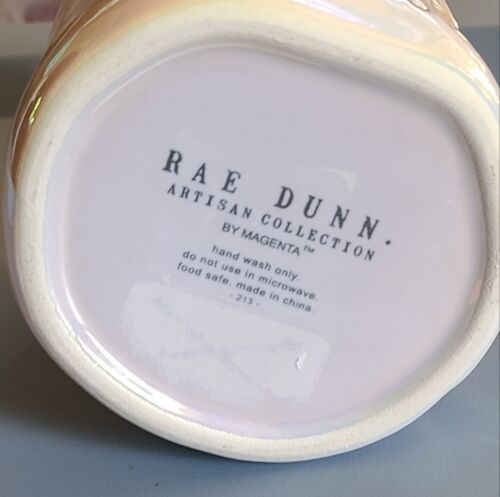 RAE DUNN.
ARTISAN COLLECTION
BY MAGENTA™
hand wash only.
do not use in microwave.
food safe. made in china.
- 213 -